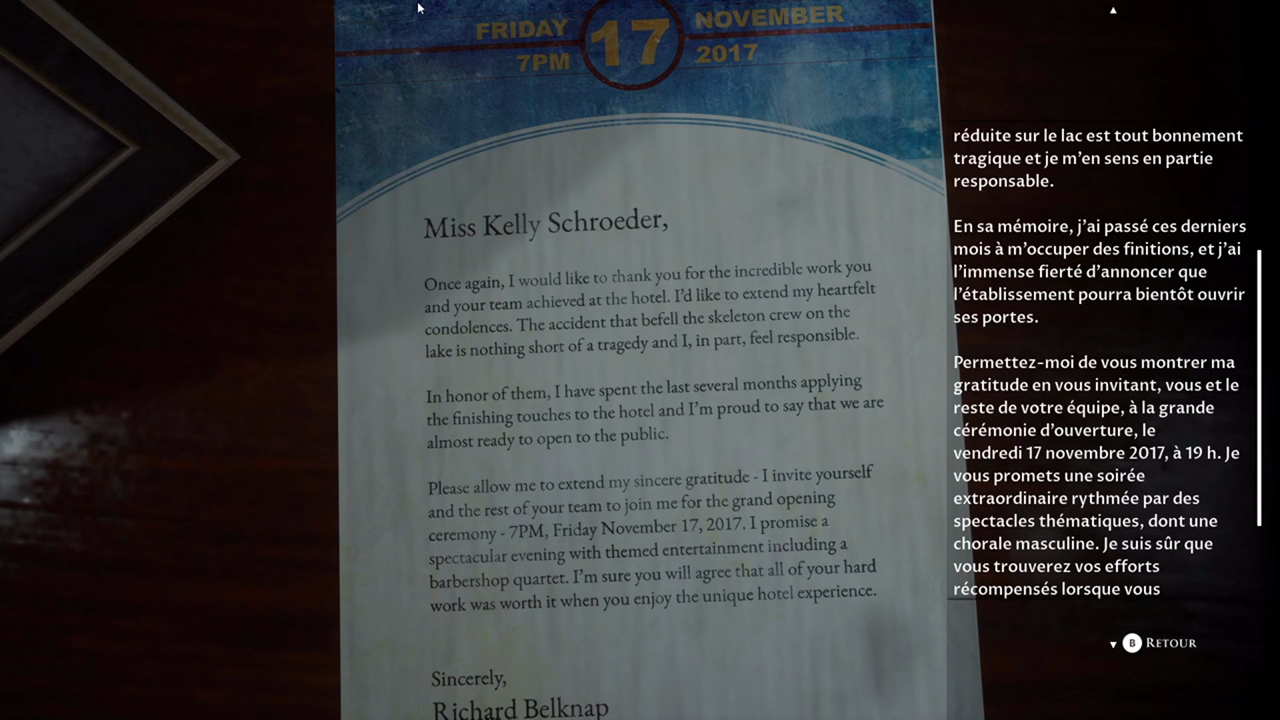 FRIDAY
7PM
17
NOVEMBER
2017
Miss Kelly Schroeder,
Once again, I would like to thank you for the incredible work you
and your team achieved at the hotel. I'd like to extend my heartfelt
condolences. The accident that befell the skeleton crew on the
lake is nothing short of a tragedy and I, in part, feel responsible.
In honor of them, I have spent the last several months applying
the finishing touches to the hotel and I'm proud to say that we are
almost ready to open to the public.
Please allow me to extend my sincere gratitude - I invite yourself
and the rest of your team to join me for the grand opening
ceremony - 7PM, Friday November 17, 2017. I promise a
spectacular evening with themed entertainment including a
barbershop quartet. I'm sure you will agree that all of your hard
work was worth it when you enjoy the unique hotel experience.
Sincerely,
Richard Belknap
réduite sur le lac est tout bonnement
tragique et je m'en sens en partie
responsable.
En sa mémoire, j'ai passé ces derniers
mois à m'occuper des finitions, et j'ai
l'immense fierté d'annoncer que
l'établissement pourra bientôt ouvrir
ses portes.
Permettez-moi de vous montrer ma
gratitude en vous invitant, vous et le
reste de votre équipe, à la grande
cérémonie d'ouverture, le
vendredi 17 novembre 2017, à 19 h. Je
vous promets une soirée
extraordinaire rythmée par des
spectacles thématiques, dont une
chorale masculine. Je suis sûr que
vous trouverez vos efforts
récompensés lorsque vous
B RETOUR